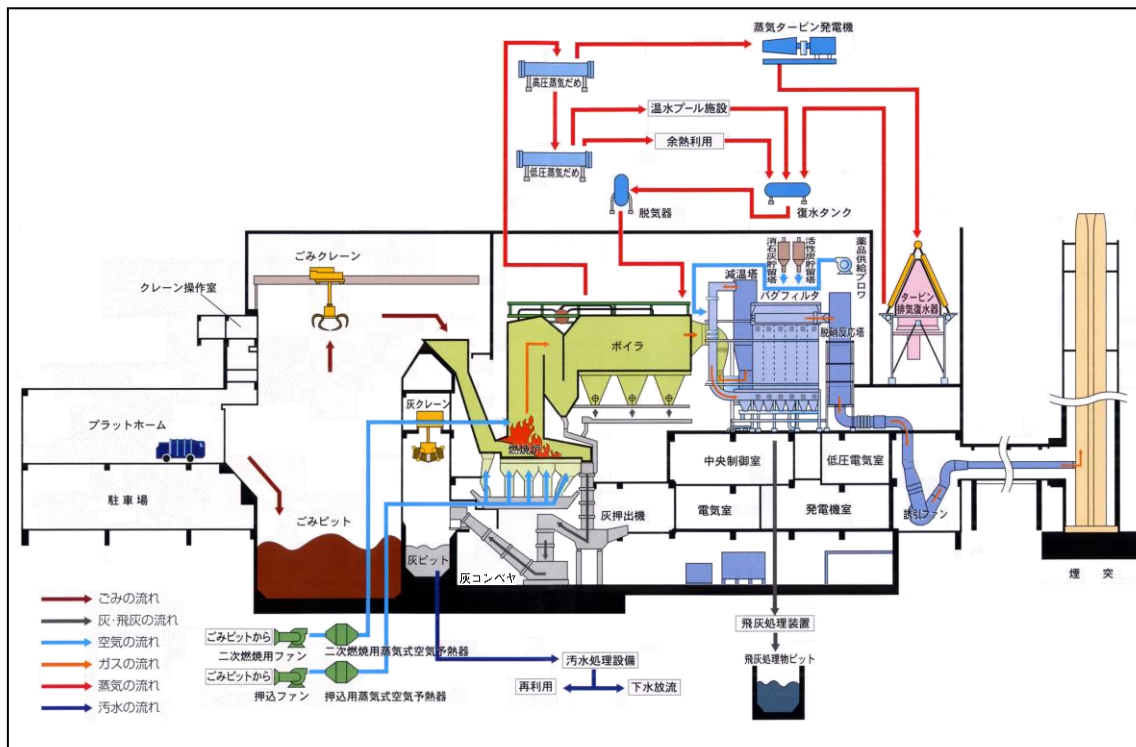 蒸気タービン発電機
高圧蒸気だめ
温水プール施設
余熱利用
低圧蒸気だめ
脱気器
復水タンク
ごみクレーン
クレーン操作室
消石灰貯留塔
活性炭貯留塔
薬品供給ブロワ
減温塔
バグフィルタ
タービン
排気復水器
脱硝反応塔
ボイラ
灰クレーン
プラットホーム
燃焼炉
中央制御室
低圧電気室
駐車場
ごみピット
灰押出機
電気室
発電機室
誘引ファン
灰ピット
灰コンベヤ
煙突
ごみの流れ
灰・飛灰の流れ
空気の流れ
ガスの流れ
蒸気の流れ
汚水の流れ
ごみピットから
二次燃焼用ファン
二次燃焼用蒸気式空気予熱器
ごみピットから
押込ファン
押込用蒸気式空気予熱器
汚水処理設備
再利用
下水放流
飛灰処理装置
飛灰処理物ピット